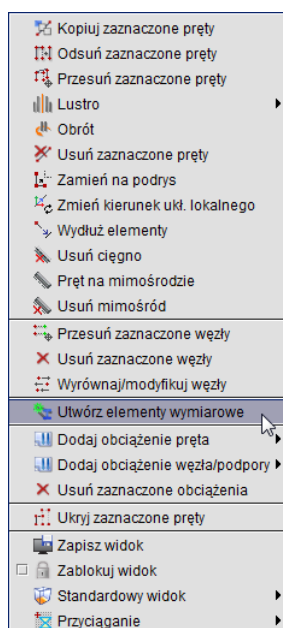 Kopiuj zaznaczone pręty
Odsuń zaznaczone pręty
Przesuń zaznaczone pręty
Lustro
Obrót
Usuń zaznaczone pręty
Zamień na podrys
Zmień kierunek ukł. lokalnego
Wydłuż elementy
Usuń cięgno
Pręt na mimośrodzie
Usuń mimośród
Przesuń zaznaczone węzły
Usuń zaznaczone węzły
Wyrównaj/modyfikuj węzły
Utwórz elementy wymiarowe
Dodaj obciążenie pręta
Dodaj obciążenie węzła/podpory
Usuń zaznaczone obciążenia
Ukryj zaznaczone pręty
Zapisz widok
Zablokuj widok
Standardowy widok
Przyciąganie